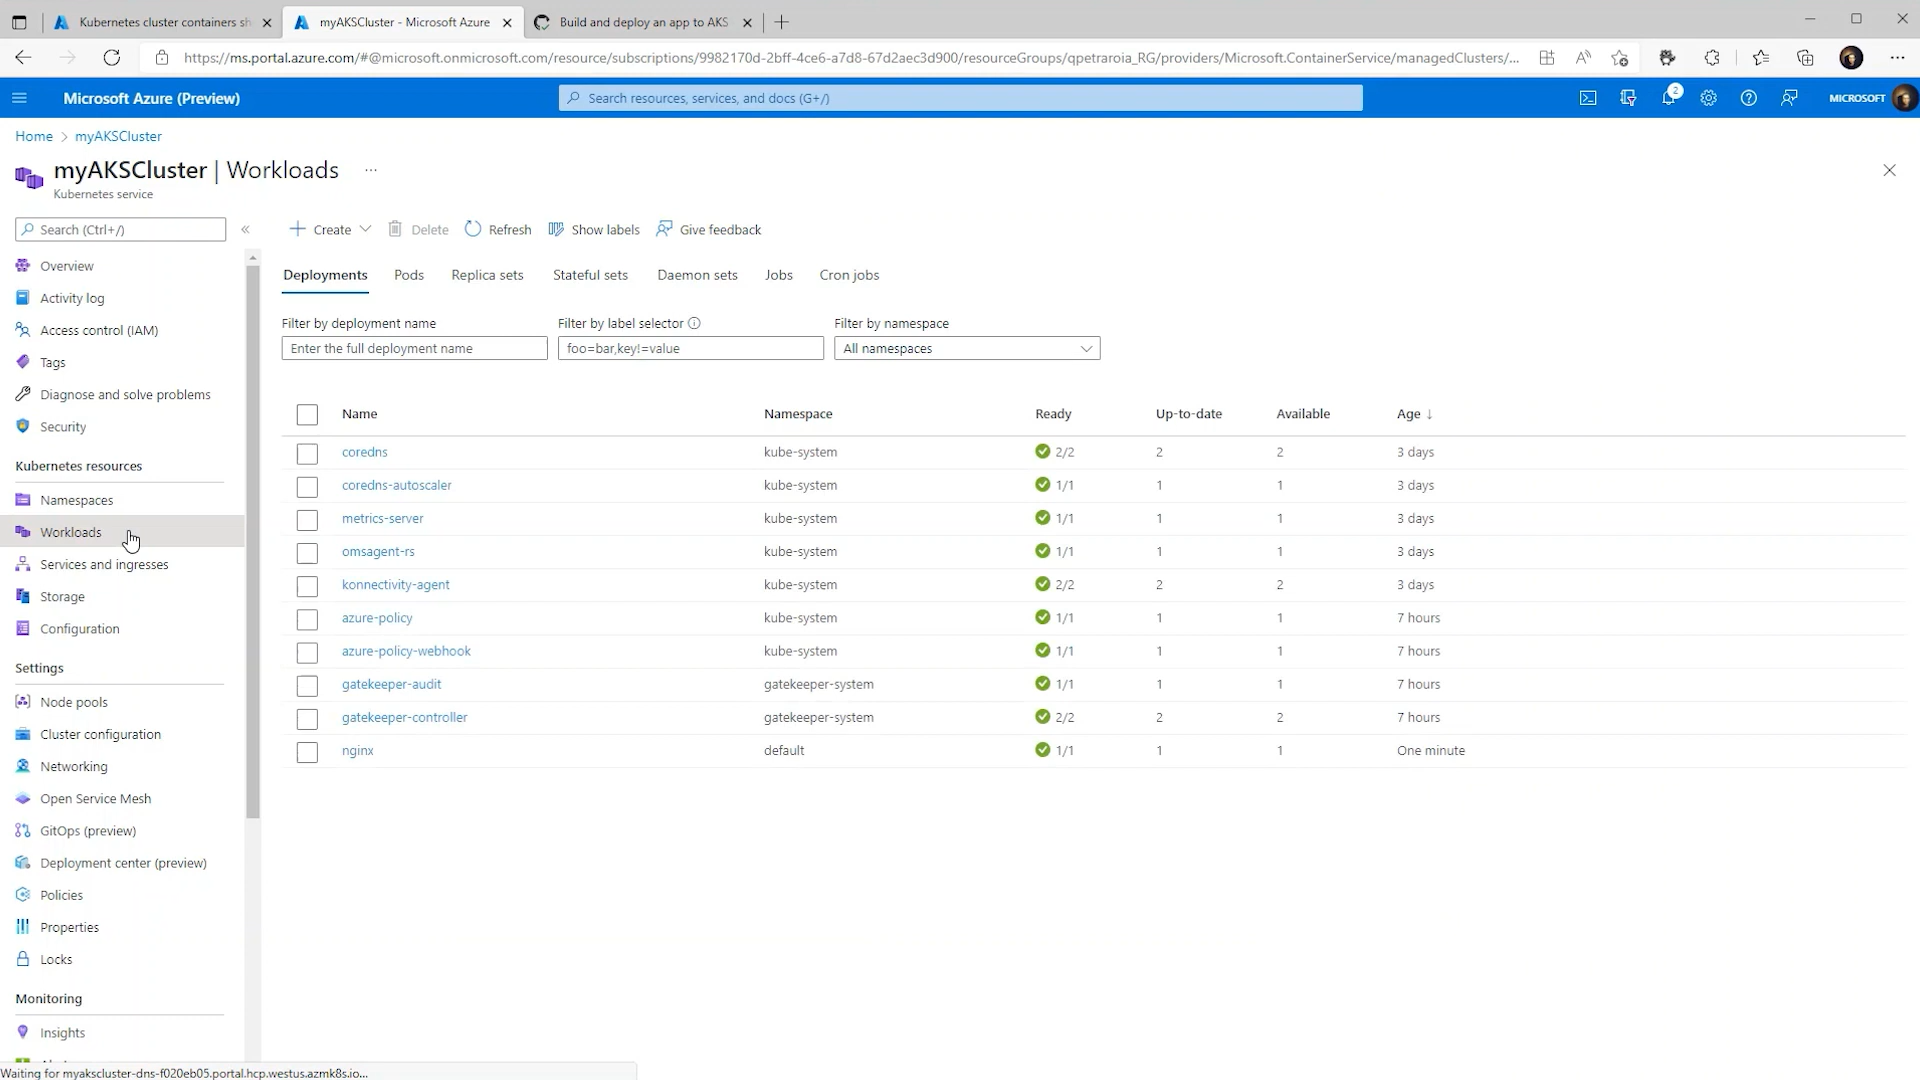 Kubernetes cluster containers sh
myAKSCluster - Microsoft Azure
Build and deploy an app to AKS
https://ms.portal.azure.com/#@microsoft.onmicrosoft.com/resource/subscriptions/9982170d-2bff-4ce6-a7d8-67d2aec3d900/resourceGroups/qpetraroia_RG/providers/Microsoft.ContainerService/managedClusters/...
Microsoft Azure (Preview)
Search resources, services, and docs (G+/)
2
MICROSOFT
Home > myAKSCluster
myAKSCluster | Workloads ...
Kubernetes service
Search (Ctrl+/)
Create
Delete
Refresh
Show labels
Give feedback
Overview
Activity log
Access control (IAM)
Tags
Diagnose and solve problems
Security
Kubernetes resources
Namespaces
Workloads
Services and ingresses
Storage
Configuration
Settings
Node pools
Cluster configuration
Networking
Open Service Mesh
GitOps (preview)
Deployment center (preview)
Policies
Properties
Locks
Monitoring
Insights
Deployments Pods Replica sets Stateful sets Daemon sets Jobs Cron jobs
Filter by deployment name
Enter the full deployment name
Filter by label selector
foo=bar,key!=value
Filter by namespace
All namespaces
Name Namespace Ready Up-to-date Available Age ↓
coredns kube-system 2/2 2 2 3 days
coredns-autoscaler kube-system 1/1 1 1 3 days
metrics-server kube-system 1/1 1 1 3 days
omsagent-rs kube-system 1/1 1 1 3 days
konnectivity-agent kube-system 2/2 2 2 3 days
azure-policy kube-system 1/1 1 1 7 hours
azure-policy-webhook kube-system 1/1 1 1 7 hours
gatekeeper-audit gatekeeper-system 1/1 1 1 7 hours
gatekeeper-controller gatekeeper-system 2/2 2 2 7 hours
nginx default 1/1 1 1 One minute
Waiting for myakscluster-dns-f020eb05.portal.hcp.westus.azmk8s.io...